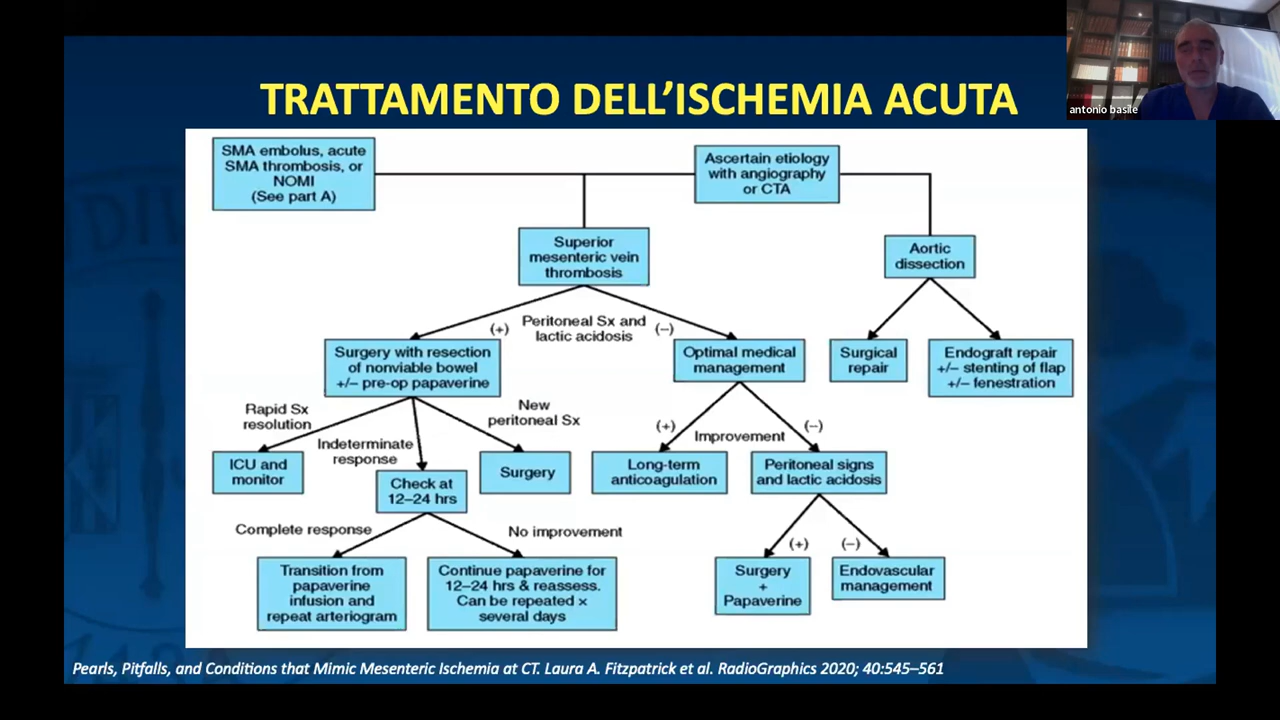 antonio basile
TRATTAMENTO DELL'ISCHEMIA ACUTA
SMA embolus, acute
SMA thrombosis, or
NOMI
(See part A)
Ascertain etiology
with angiography
or CTA
Superior
mesenteric vein
thrombosis
Aortic
dissection
(+)
Peritoneal Sx and
lactic acidosis
(–)
Surgery with resection
of nonviable bowel
+/– pre-op papaverine
Optimal medical
management
Surgical
repair
Endograft repair
+/– stenting of flap
+/– fenestration
Rapid Sx
resolution
Indeterminate
response
New
peritoneal Sx
(+)
Improvement
(–)
ICU and
monitor
Check at
12–24 hrs
Surgery
Long-term
anticoagulation
Peritoneal signs
and lactic acidosis
Complete response
No improvement
(+)
(–)
Transition from
papaverine
infusion and
repeat arteriogram
Continue papaverine for
12–24 hrs & reassess.
Can be repeated ×
several days
Surgery
+
Papaverine
Endovascular
management
Pearls, Pitfalls, and Conditions that Mimic Mesenteric Ischemia at CT. Laura A. Fitzpatrick et al. RadioGraphics 2020; 40:545–561